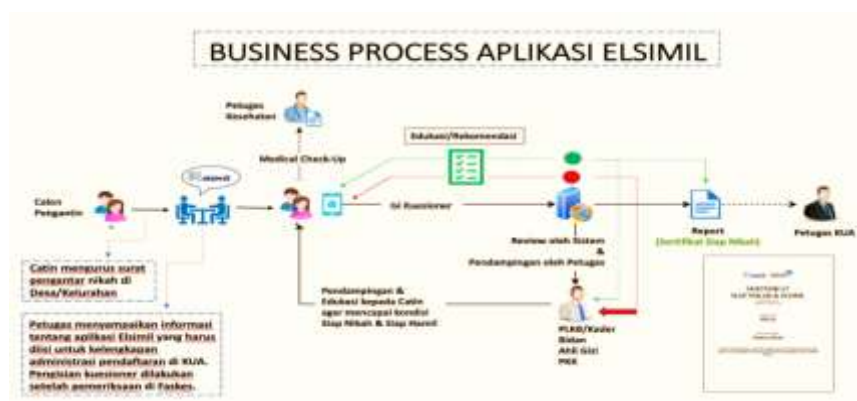 BUSINESS PROCESS APLIKASI ELSIMIL
Petugas
Kesehatan
Edukasi/Rekomendasi
Medical Check-Up
Calon
Pengantin
Isi Kuesioner
Report
(Sertifikat Siap Nikah)
Petugas KUA
Review oleh Sistem
&
Pendampingan oleh Petugas
Catin mengurus surat
pengantar nikah di
Desa/Kelurahan
Pendampingan &
Edukasi kepada Catin
agar mencapai kondisi
Siap Nikah & Siap Hamil
PLKB/Kader
Bidan
Ahli Gizi
PKK
Petugas menyampaikan informasi
tentang aplikasi Elsimil yang harus
diisi untuk kelengkapan
administrasi pendaftaran di KUA.
Pengisian kuesioner dilakukan
setelah pemeriksaan di Faskes.